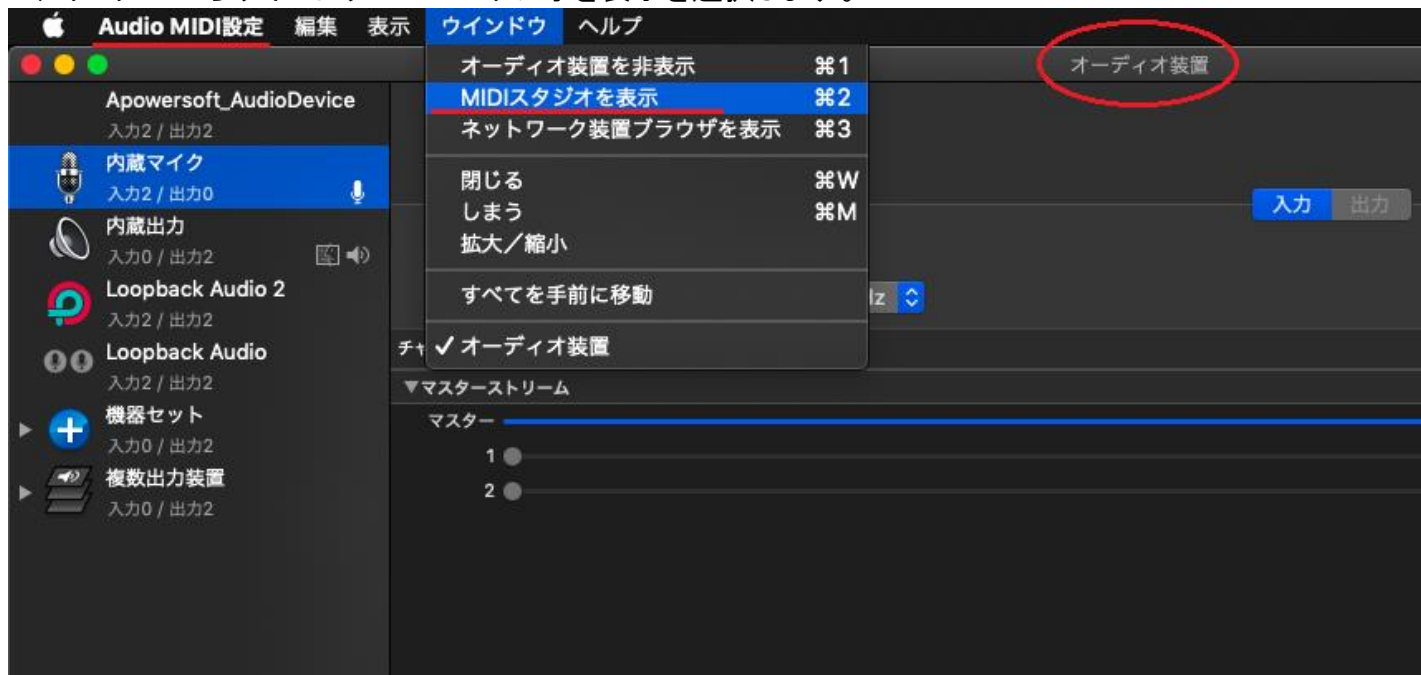 Audio MIDI設定 編集 表示 ウインドウ ヘルプ
オーディオ装置
オーディオ装置を非表示 ⌘1
MIDIスタジオを表示 ⌘2
ネットワーク装置ブラウザを表示 ⌘3
閉じる ⌘W
しまう ⌘M
拡大／縮小
すべてを手前に移動
✓ オーディオ装置
Apowersoft_AudioDevice
入力2 / 出力2
内蔵マイク
入力2 / 出力0
内蔵出力
入力0 / 出力2
Loopback Audio 2
入力2 / 出力2
Loopback Audio
入力2 / 出力2
機器セット
入力0 / 出力2
複数出力装置
入力0 / 出力2
入力 出力
Iz
チャ
▼マスターストリーム
マスター
1
2